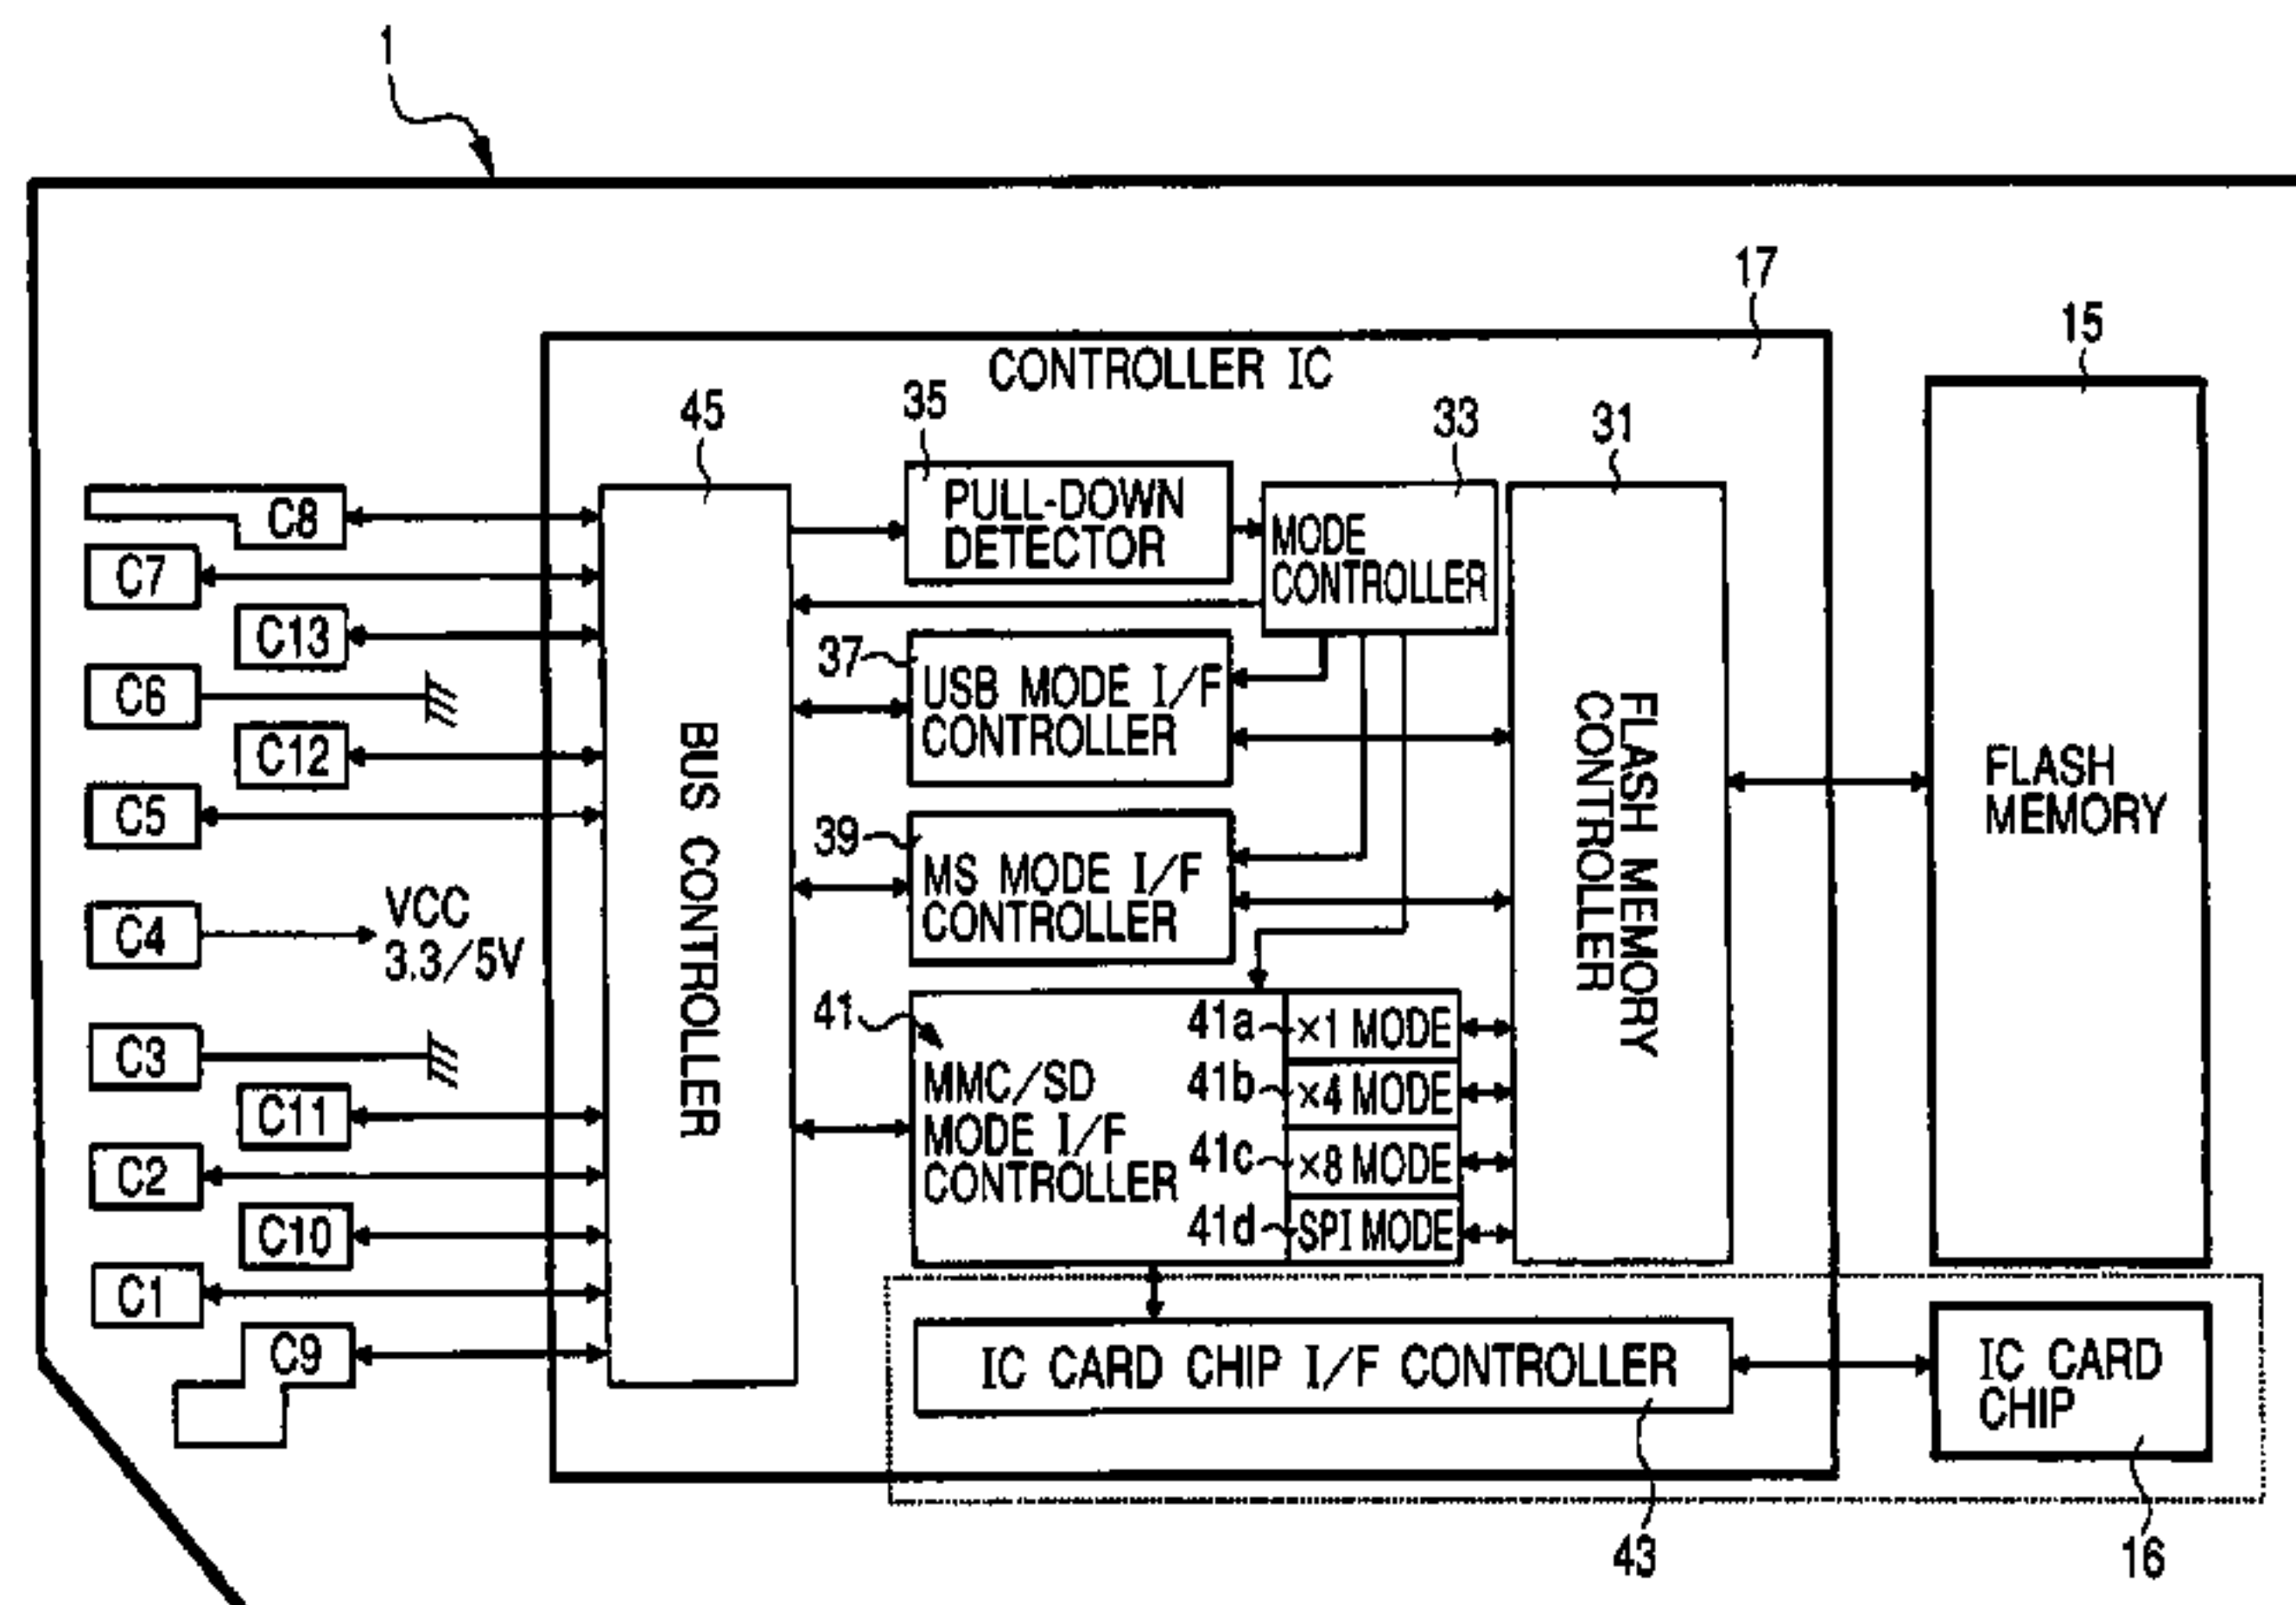 1
17
15
CONTROLLER IC
45
35
33
31
C8
PULL-DOWN
DETECTOR
MODE
CONTROLLER
C7
C13
37
USB MODE I/F
CONTROLLER
C6
C12
C5
BUS CONTROLLER
FLASH MEMORY
CONTROLLER
FLASH
MEMORY
39
MS MODE I/F
CONTROLLER
C4
VCC
3.3/5V
C3
41
MMC/SD
MODE I/F
CONTROLLER
41a
×1 MODE
41b
×4 MODE
41c
×8 MODE
41d
SPI MODE
C11
C2
C10
C1
C9
IC CARD CHIP I/F CONTROLLER
IC CARD
CHIP
43
16